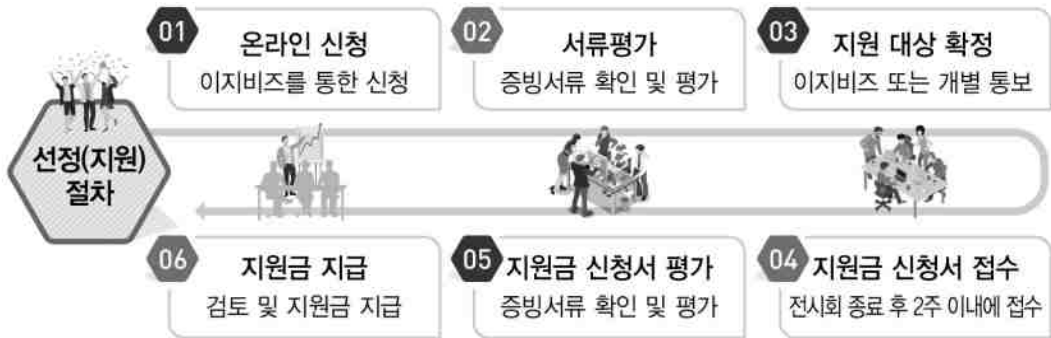 선정(지원)
절차
01
온라인 신청
이지비즈를 통한 신청
02
서류평가
증빙서류 확인 및 평가
03
지원 대상 확정
이지비즈 또는 개별 통보
04
지원금 신청서 접수
전시회 종료 후 2주 이내에 접수
05
지원금 신청서 평가
증빙서류 확인 및 평가
06
지원금 지급
검토 및 지원금 지급